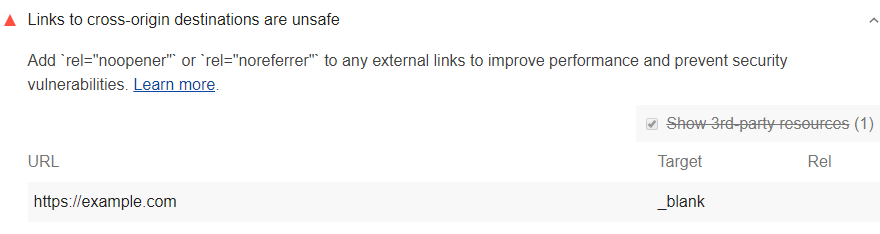 Links to cross-origin destinations are unsafe
Add `rel="noopener"` or `rel="noreferrer"` to any external links to improve performance and prevent security
vulnerabilities. Learn more.
Show 3rd-party resources (1)
URL Target Rel
https://example.com _blank